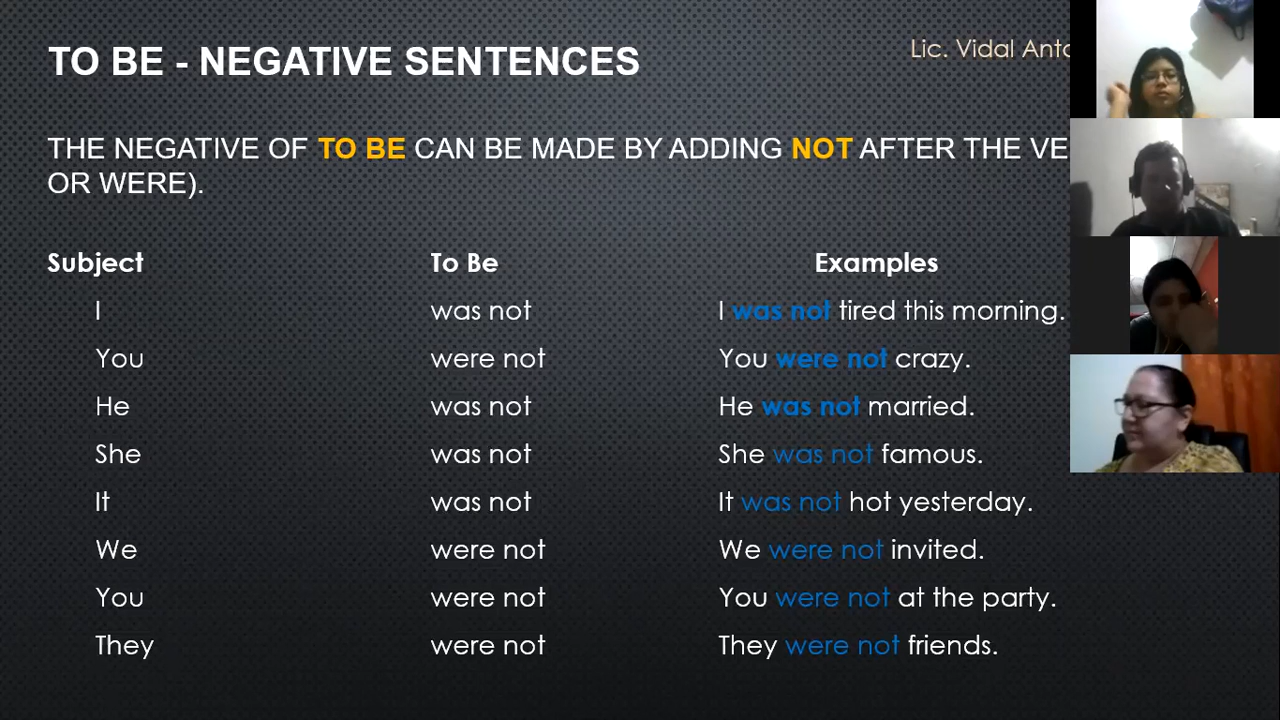 TO BE - NEGATIVE SENTENCES
Lic. Vidal
THE NEGATIVE OF TO BE CAN BE MADE BY ADDING NOT AFTER THE
OR WERE).
Subject To Be Examples
I was not I was not tired this morning.
You were not You were not crazy.
He was not He was not married.
She was not She was not famous.
It was not It was not hot yesterday.
We were not We were not invited.
You were not You were not at the party.
They were not They were not friends.